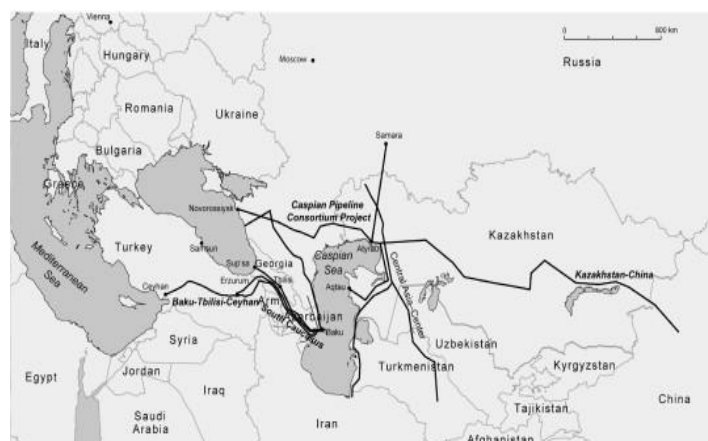 Vienna
Italy
Hungary
Moscow
0 800 km
Russia
Romania
Ukraine
Samara
Bulgaria
Greece
Novorossiysk
Caspian Pipeline
Consortium Project
Kazakhstan
Atyrau
Turkey
Samsun
Supsa
Georgia
Caspian
Sea
Mediterranean
Sea
Ceyhan
Erzurum
Tbilisi
Aqtau
Central Asia-Center
Kazakhstan-China
Baku-Tbilisi-Ceyhan
South Caucasus
Baku
Uzbekistan
Syria
Turkmenistan
Kyrgyzstan
Egypt
Jordan
Iraq
China
Saudi
Arabia
Iran
Tajikistan
Afghanistan